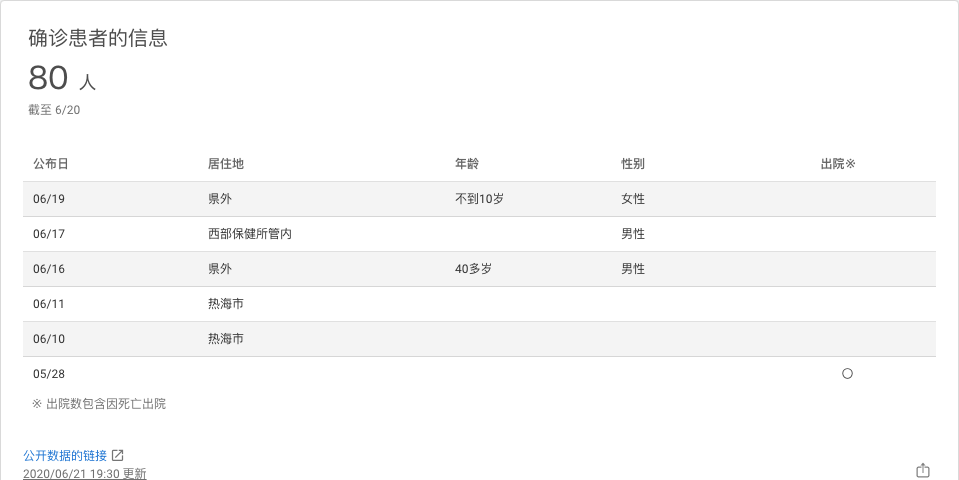 确诊患者的信息
80 人
截至 6/20
公布日 居住地 年龄 性别 出院※
06/19 県外 不到10岁 女性
06/17 西部保健所管内 男性
06/16 県外 40多岁 男性
06/11 热海市
06/10 热海市
05/28 ○
※ 出院数包含因死亡出院
公开数据的链接
2020/06/21 19:30 更新